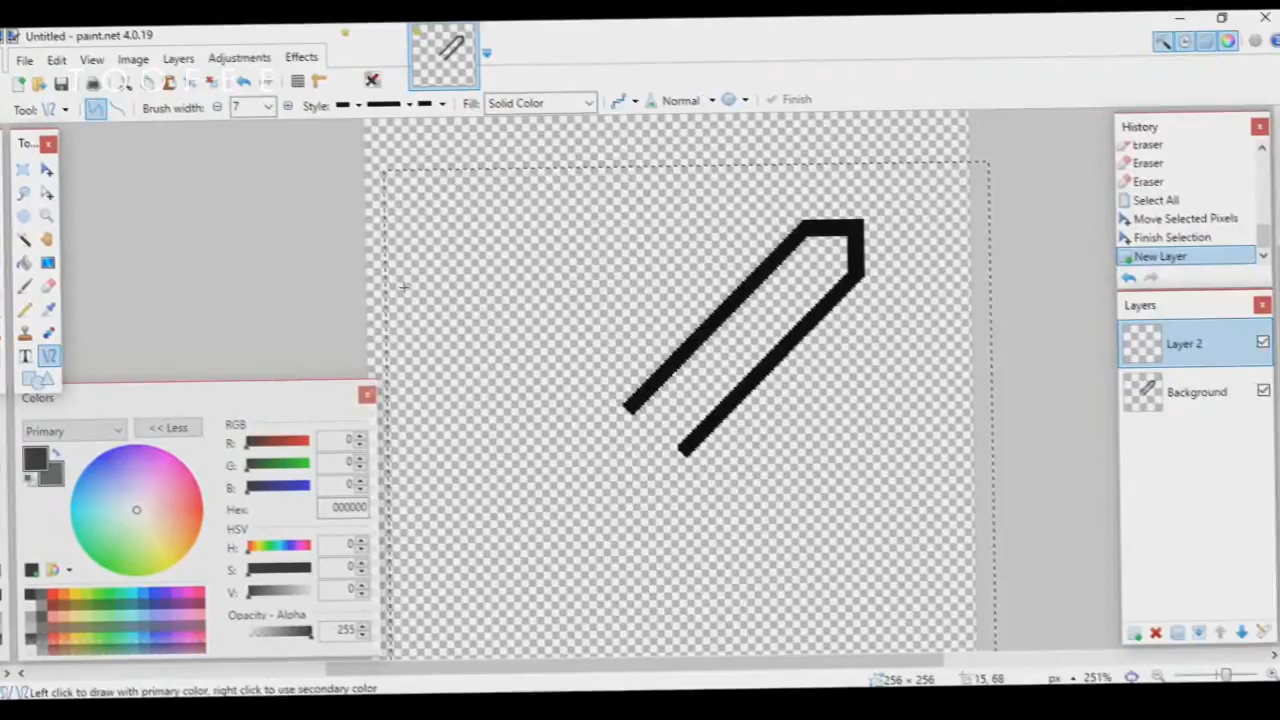 Untitled - paint.net 4.0.19
File Edit View Image Layers Adjustments Effects
Tool: Brush width: 7 Style: Fill: Solid Color Normal Finish
To...
History
Eraser
Eraser
Eraser
Select All
Move Selected Pixels
Finish Selection
New Layer
Layers
Layer 2
Background
Colors
Primary
<< Less
RGB
R: 0
G: 0
B: 0
Hex: 000000
HSV
H: 0
S: 0
V: 0
Opacity - Alpha
255
Left click to draw with primary color, right click to use secondary color
256 × 256
15, 68
px
251%